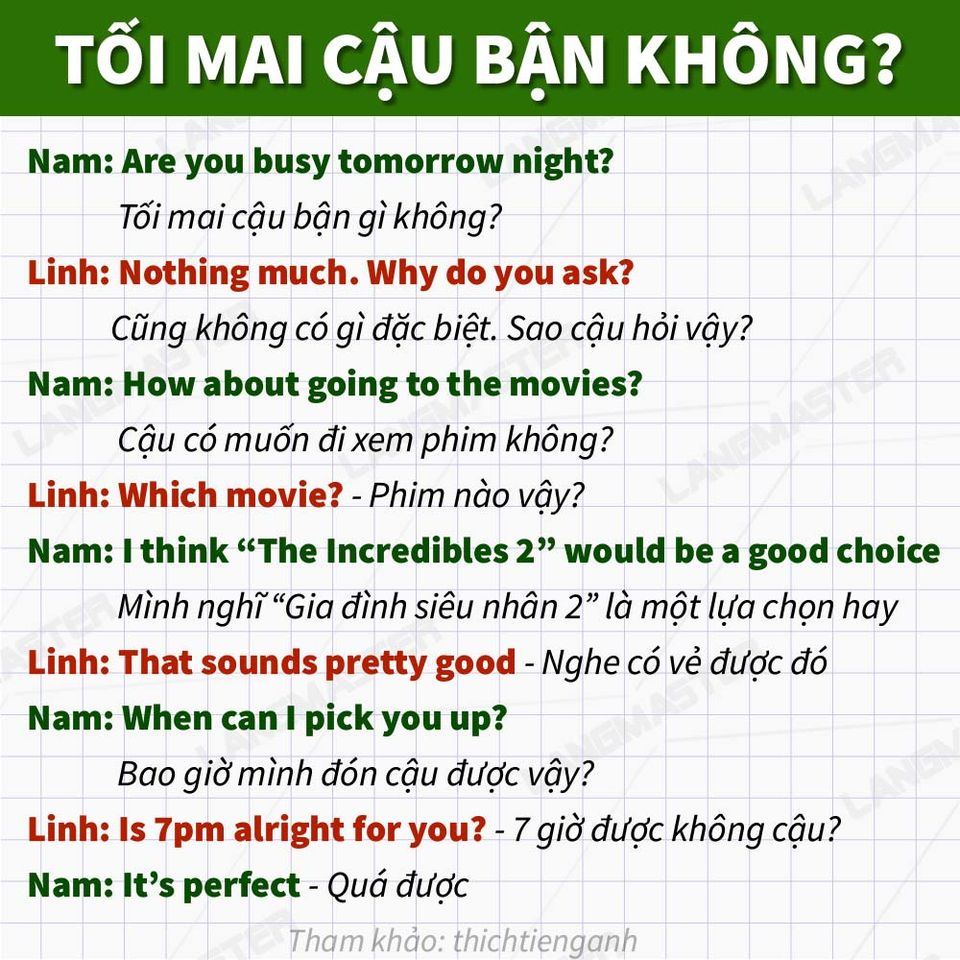 TỐI MAI CẬU BẬN KHÔNG?
Nam: Are you busy tomorrow night?
Tối mai cậu bận gì không?
Linh: Nothing much. Why do you ask?
Cũng không có gì đặc biệt. Sao cậu hỏi vậy?
Nam: How about going to the movies?
Cậu có muốn đi xem phim không?
Linh: Which movie? - Phim nào vậy?
Nam: I think “The Incredibles 2” would be a good choice
Mình nghĩ “Gia đình siêu nhân 2” là một lựa chọn hay
Linh: That sounds pretty good - Nghe có vẻ được đó
Nam: When can I pick you up?
Bao giờ mình đón cậu được vậy?
Linh: Is 7pm alright for you? - 7 giờ được không cậu?
Nam: It’s perfect - Quá được
Tham khảo: thichtienganh
LANGMASTER